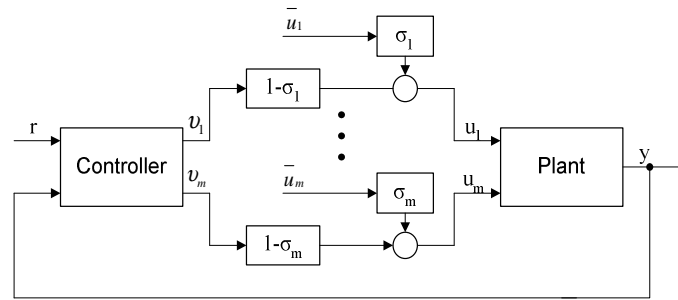 ū₁
σ₁
1-σ₁
r
Controller
υ₁
υₘ
u₁
Plant
y
ūₘ
σₘ
uₘ
1-σₘ